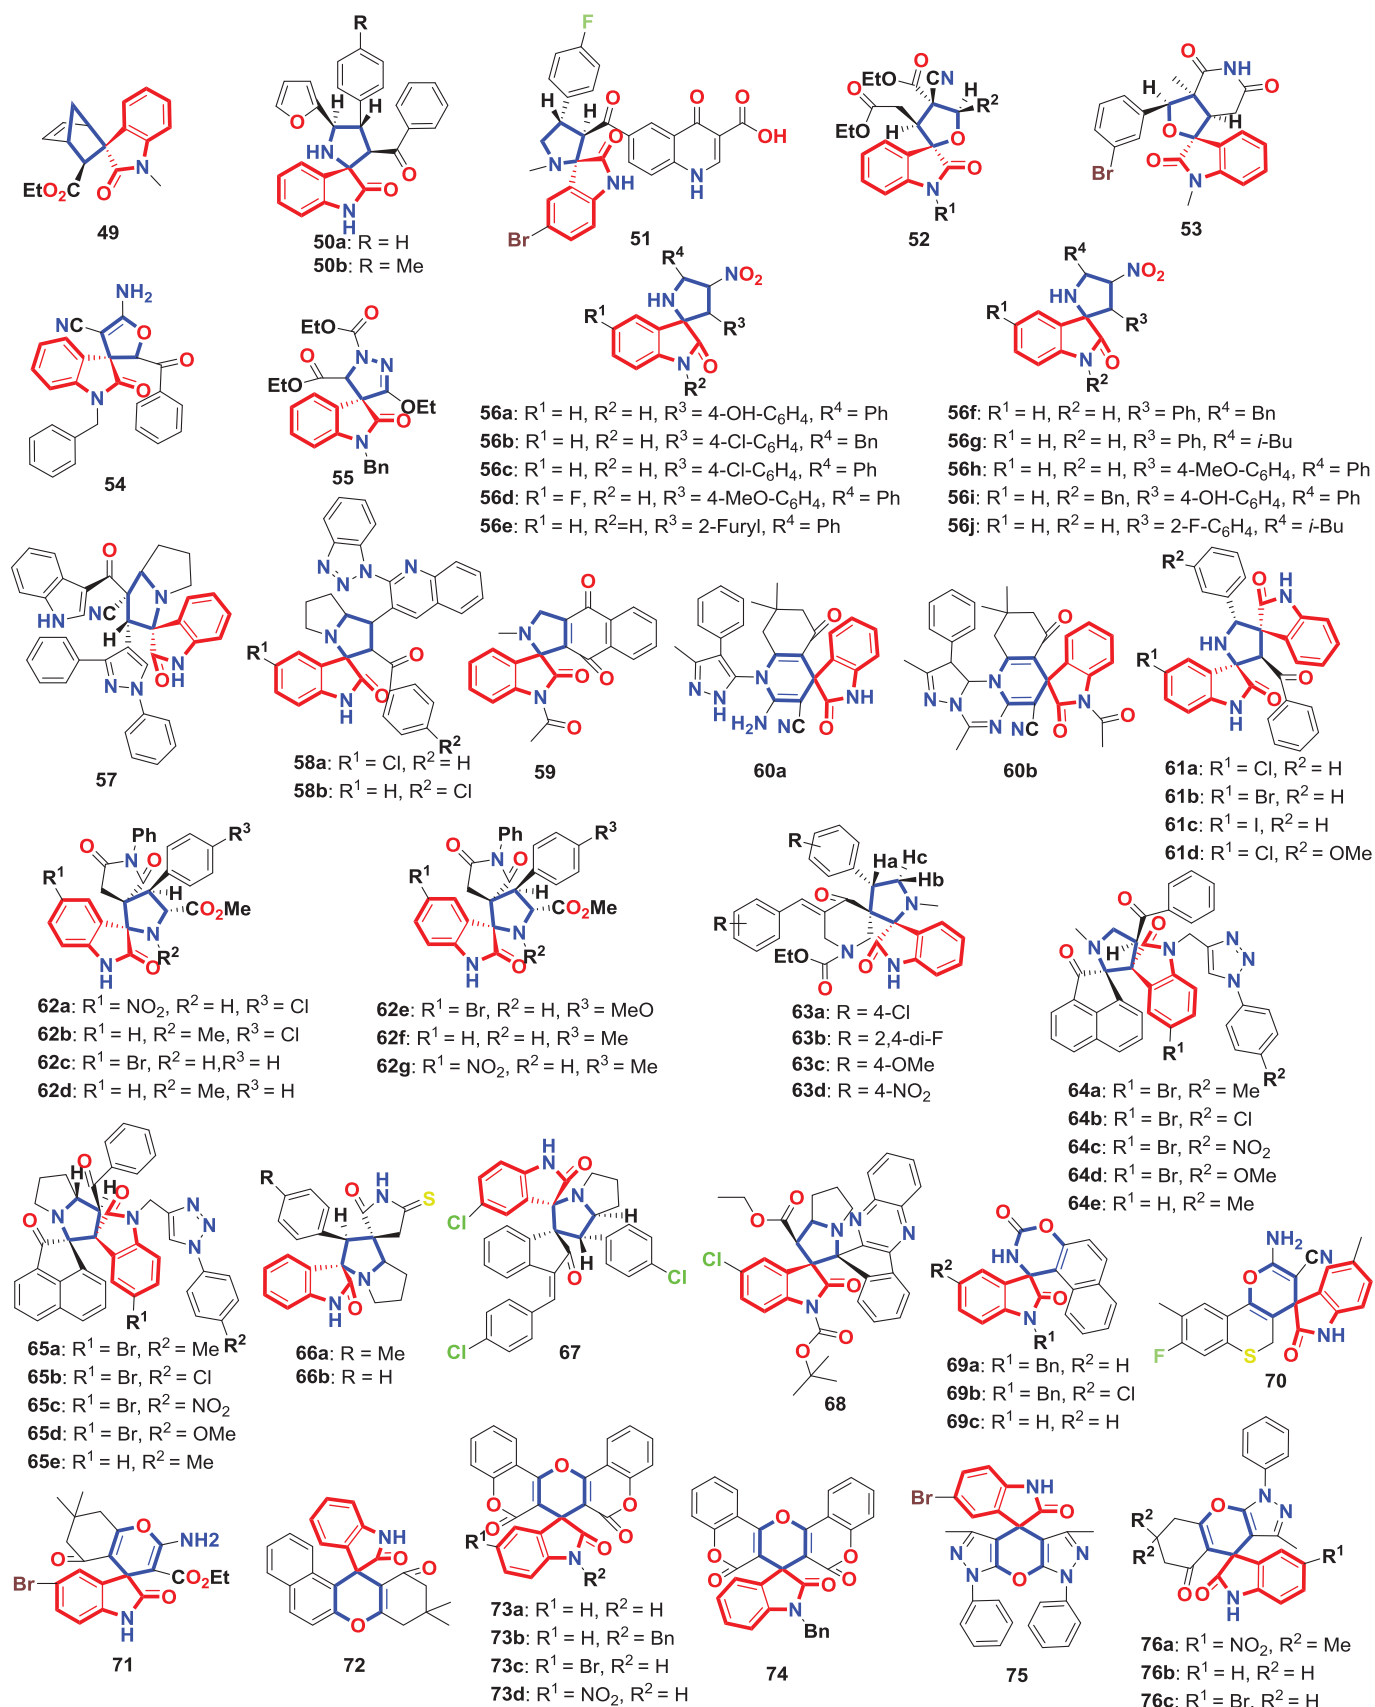 49
50a: R = H
50b: R = Me
51
52
53
54
55
56a: R¹ = H, R² = H, R³ = 4-OH-C₆H₄, R⁴ = Ph
56b: R¹ = H, R² = H, R³ = 4-Cl-C₆H₄, R⁴ = Bn
56c: R¹ = H, R² = H, R³ = 4-Cl-C₆H₄, R⁴ = Ph
56d: R¹ = F, R² = H, R³ = 4-MeO-C₆H₄, R⁴ = Ph
56e: R¹ = H, R²=H, R³ = 2-Furyl, R⁴ = Ph
56f: R¹ = H, R² = H, R³ = Ph, R⁴ = Bn
56g: R¹ = H, R² = H, R³ = Ph, R⁴ = i-Bu
56h: R¹ = H, R² = H, R³ = 4-MeO-C₆H₄, R⁴ = Ph
56i: R¹ = H, R² = Bn, R³ = 4-OH-C₆H₄, R⁴ = Ph
56j: R¹ = H, R² = H, R³ = 2-F-C₆H₄, R⁴ = i-Bu
57
58a: R¹ = Cl, R² = H
58b: R¹ = H, R² = Cl
59
60a
60b
61a: R¹ = Cl, R² = H
61b: R¹ = Br, R² = H
61c: R¹ = I, R² = H
61d: R¹ = Cl, R² = OMe
62a: R¹ = NO₂, R² = H, R³ = Cl
62b: R¹ = H, R² = Me, R³ = Cl
62c: R¹ = Br, R² = H,R³ = H
62d: R¹ = H, R² = Me, R³ = H
62e: R¹ = Br, R² = H, R³ = MeO
62f: R¹ = H, R² = H, R³ = Me
62g: R¹ = NO₂, R² = H, R³ = Me
63a: R = 4-Cl
63b: R = 2,4-di-F
63c: R = 4-OMe
63d: R = 4-NO₂
64a: R¹ = Br, R² = Me
64b: R¹ = Br, R² = Cl
64c: R¹ = Br, R² = NO₂
64d: R¹ = Br, R² = OMe
64e: R¹ = H, R² = Me
65a: R¹ = Br, R² = Me
65b: R¹ = Br, R² = Cl
65c: R¹ = Br, R² = NO₂
65d: R¹ = Br, R² = OMe
65e: R¹ = H, R² = Me
66a: R = Me
66b: R = H
67
68
69a: R¹ = Bn, R² = H
69b: R¹ = Bn, R² = Cl
69c: R¹ = H, R² = H
70
71
72
73a: R¹ = H, R² = H
73b: R¹ = H, R² = Bn
73c: R¹ = Br, R² = H
73d: R¹ = NO₂, R² = H
74
75
76a: R¹ = NO₂, R² = Me
76b: R¹ = H, R² = H
76c: R¹ = Br, R² = H